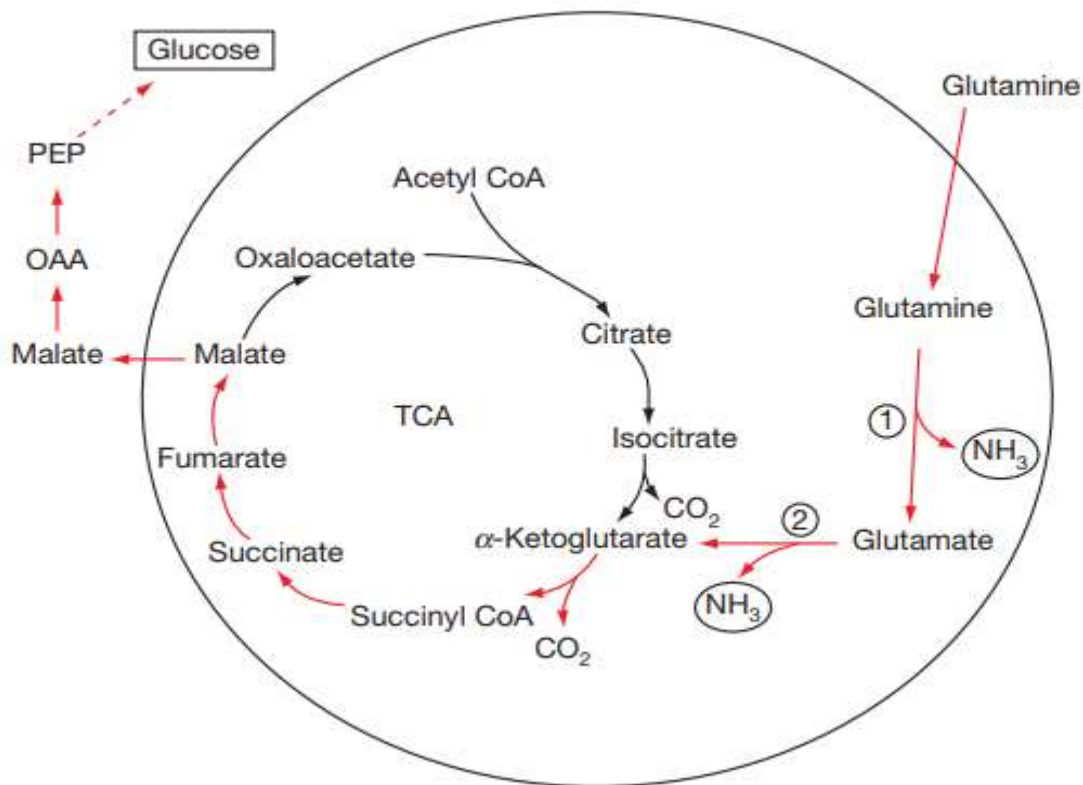 Glucose
Glutamine
PEP
Acetyl CoA
OAA
Oxaloacetate
Glutamine
Citrate
Malate
Malate
TCA
1
Isocitrate
NH₃
Fumarate
CO₂
2
α-Ketoglutarate
Glutamate
Succinate
NH₃
Succinyl CoA
CO₂